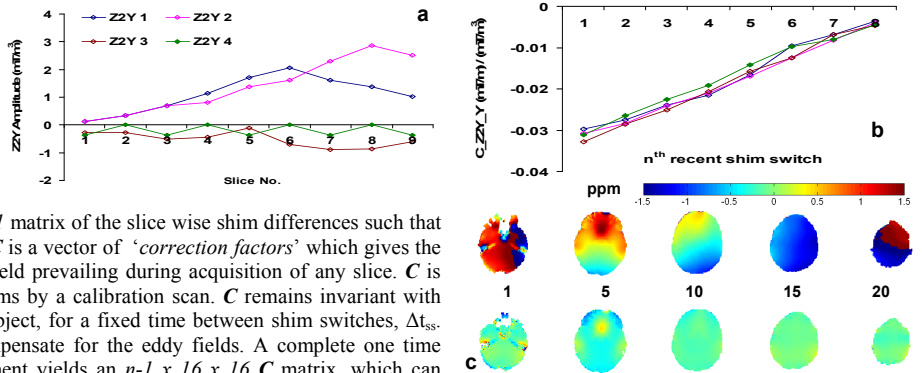 Z2Y 1 Z2Y 2
Z2Y 3 Z2Y 4
a
Z2Y Amplitude (mT/m³)
4
3
2
1
0
-1
-2
1 2 3 4 5 6 7 8 9
Slice No.
C_Z2Y_Y (mT/m) / (mT/m³)
0
-0.01
-0.02
-0.03
-0.04
1 2 3 4 5 6 7 8
b
nth recent shim switch
1 matrix of the slice wise shim differences such that
C is a vector of ‘correction factors’ which gives the
field prevailing during acquisition of any slice. C is
ms by a calibration scan. C remains invariant with
bject, for a fixed time between shim switches, Δtss.
pensate for the eddy fields. A complete one time
ment yields an n-1 x 16 x 16 C matrix, which can
ppm
-1.5 -1 -0.5 0 0.5 1 1.5
1 5 10 15 20
c